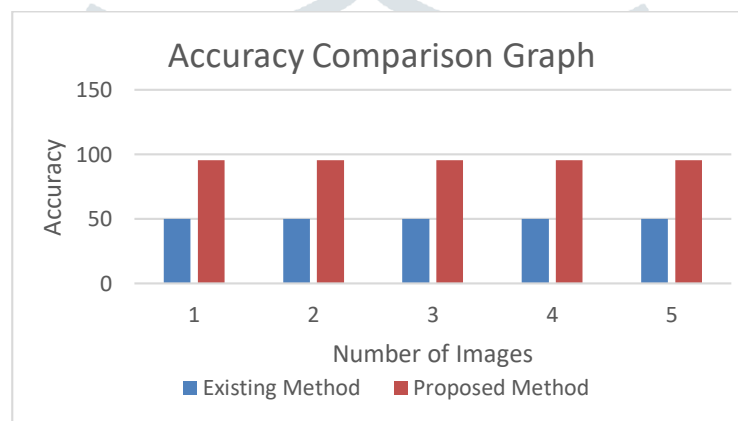 Accuracy Comparison Graph
150
100
50
0
Accuracy
1 2 3 4 5
Number of Images
Existing Method Proposed Method